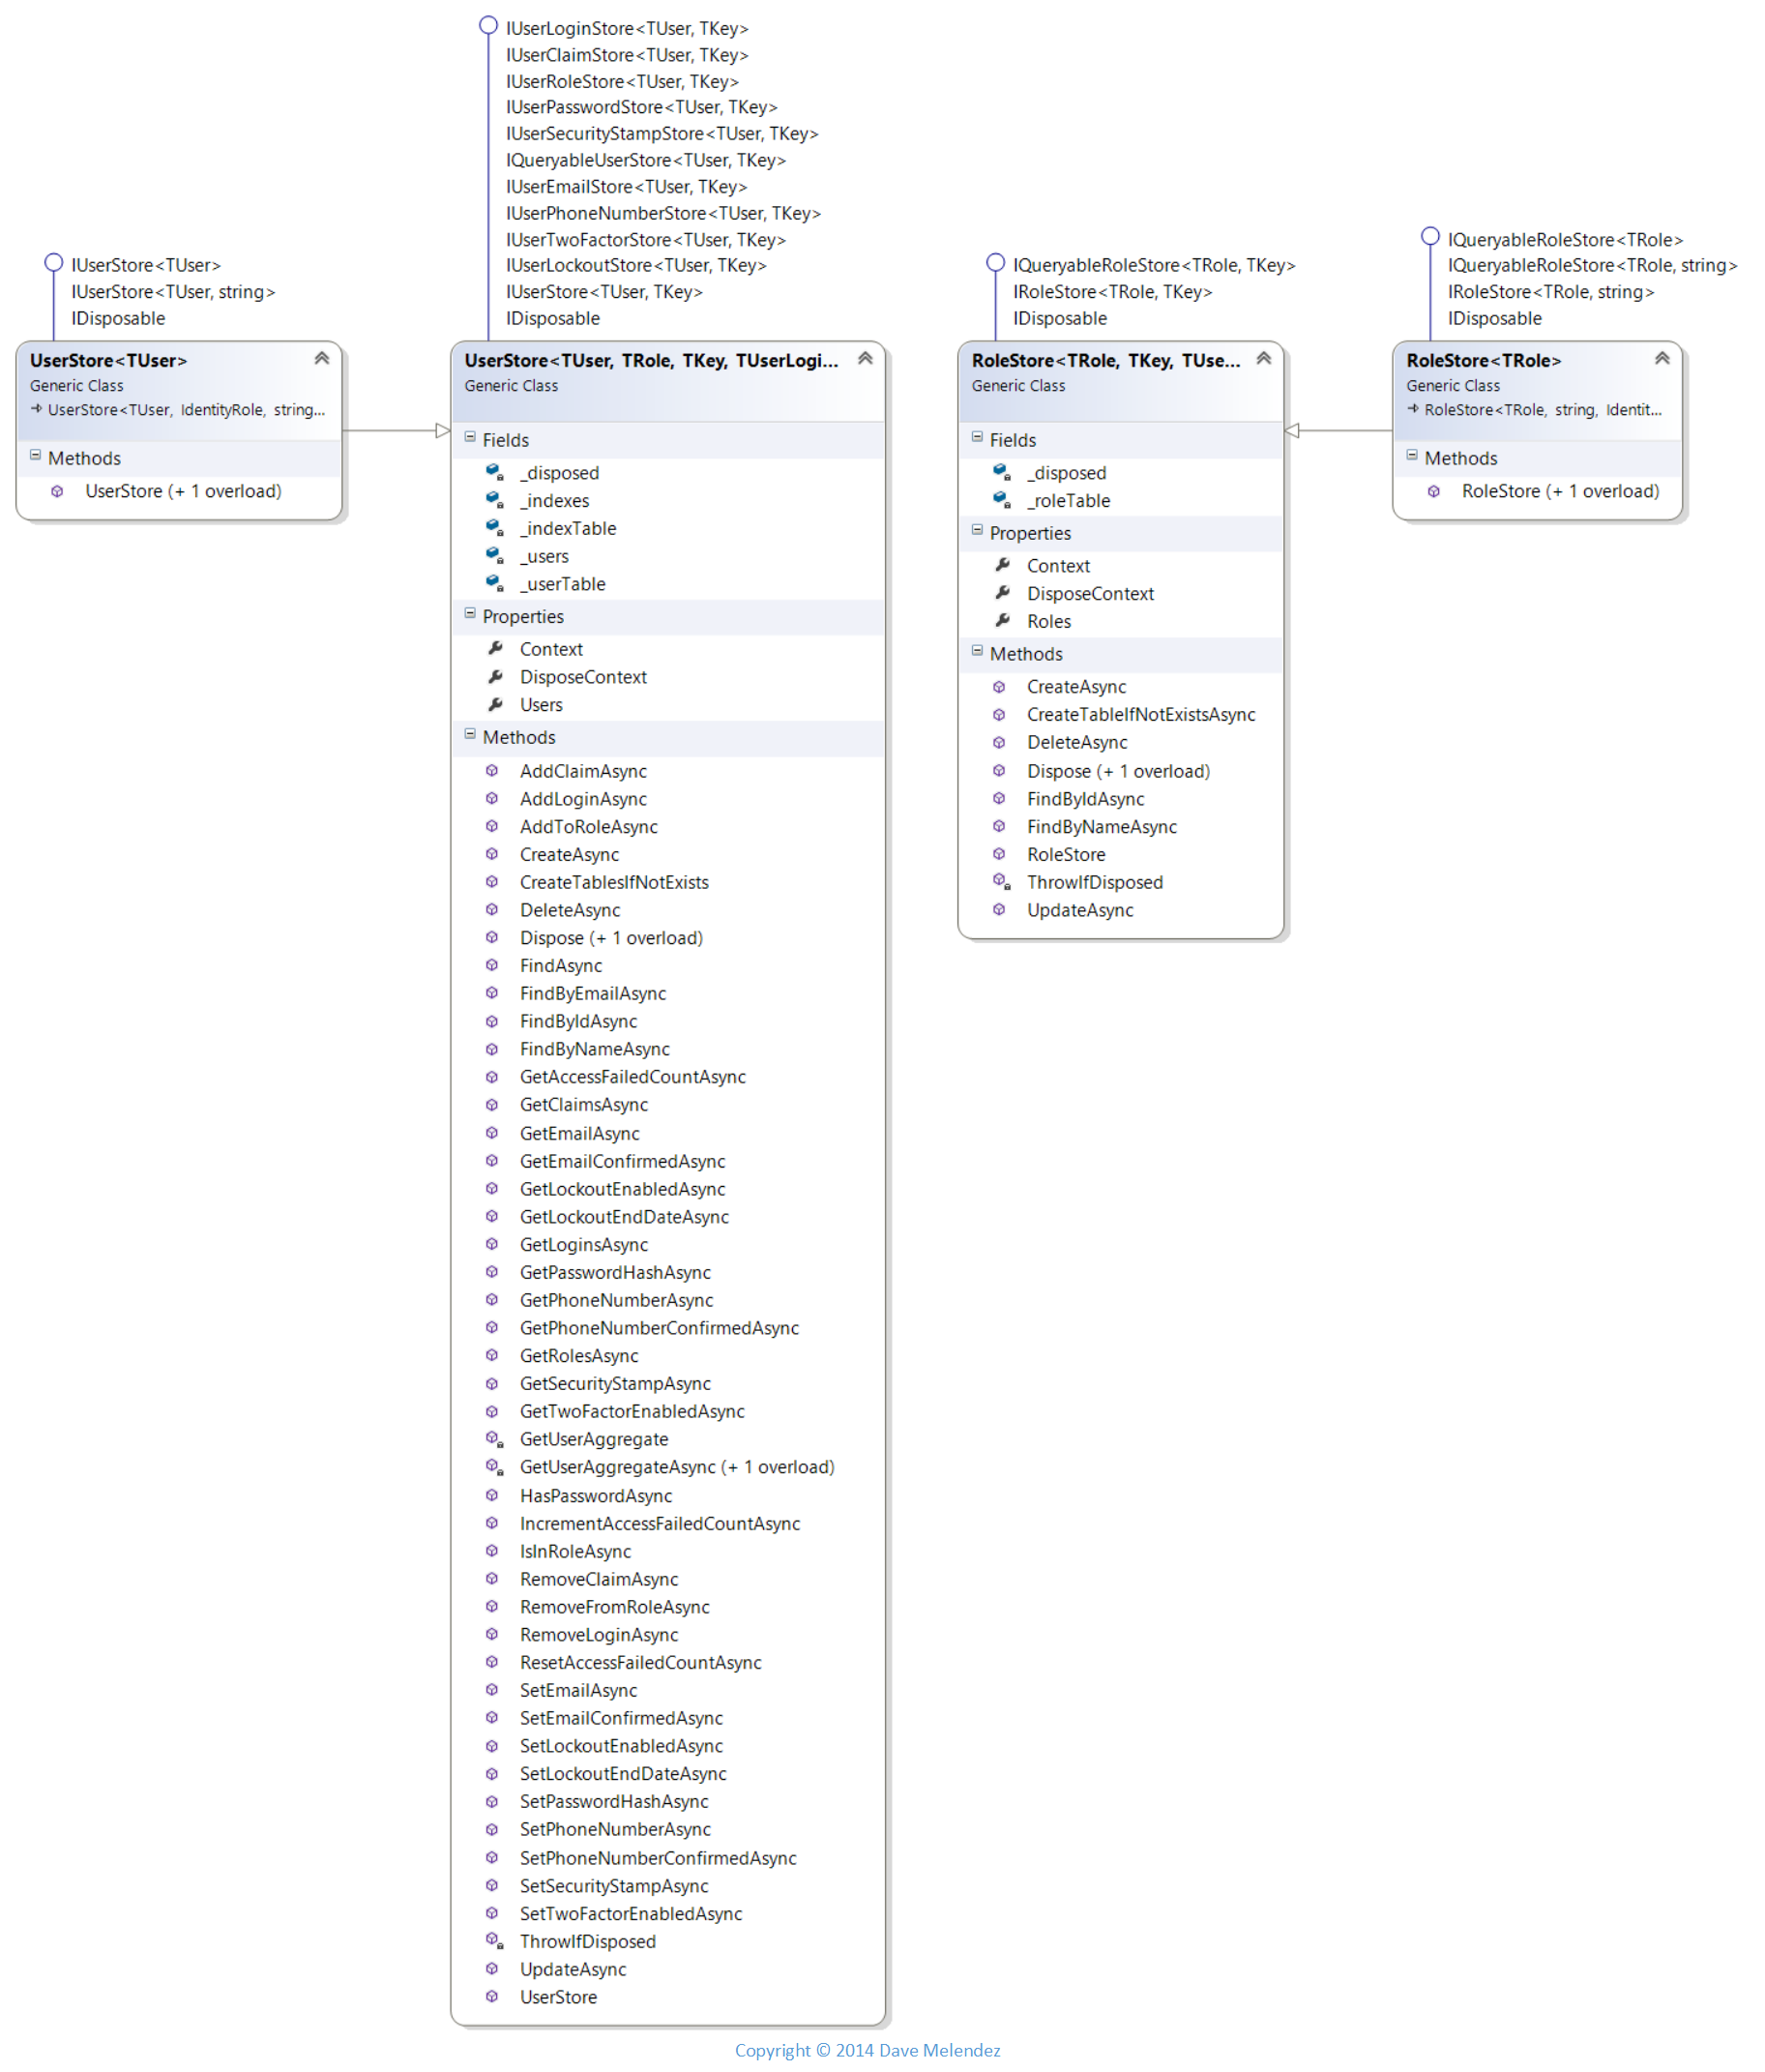 IUserStore<TUser>
IUserStore<TUser, string>
IDisposable
UserStore<TUser>
Generic Class
UserStore<TUser, IdentityRole, string...
Methods
UserStore (+ 1 overload)
IUserLoginStore<TUser, TKey>
IUserClaimStore<TUser, TKey>
IUserRoleStore<TUser, TKey>
IUserPasswordStore<TUser, TKey>
IUserSecurityStampStore<TUser, TKey>
IQueryableUserStore<TUser, TKey>
IUserEmailStore<TUser, TKey>
IUserPhoneNumberStore<TUser, TKey>
IUserTwoFactorStore<TUser, TKey>
IUserLockoutStore<TUser, TKey>
IUserStore<TUser, TKey>
IDisposable
UserStore<TUser, TRole, TKey, TUserLogi...
Generic Class
Fields
_disposed
_indexes
_indexTable
_users
_userTable
Properties
Context
DisposeContext
Users
Methods
AddClaimAsync
AddLoginAsync
AddToRoleAsync
CreateAsync
CreateTablesIfNotExists
DeleteAsync
Dispose (+ 1 overload)
FindAsync
FindByEmailAsync
FindByIdAsync
FindByNameAsync
GetAccessFailedCountAsync
GetClaimsAsync
GetEmailAsync
GetEmailConfirmedAsync
GetLockoutEnabledAsync
GetLockoutEndDateAsync
GetLoginsAsync
GetPasswordHashAsync
GetPhoneNumberAsync
GetPhoneNumberConfirmedAsync
GetRolesAsync
GetSecurityStampAsync
GetTwoFactorEnabledAsync
GetUserAggregate
GetUserAggregateAsync (+ 1 overload)
HasPasswordAsync
IncrementAccessFailedCountAsync
IsInRoleAsync
RemoveClaimAsync
RemoveFromRoleAsync
RemoveLoginAsync
ResetAccessFailedCountAsync
SetEmailAsync
SetEmailConfirmedAsync
SetLockoutEnabledAsync
SetLockoutEndDateAsync
SetPasswordHashAsync
SetPhoneNumberAsync
SetPhoneNumberConfirmedAsync
SetSecurityStampAsync
SetTwoFactorEnabledAsync
ThrowIfDisposed
UpdateAsync
UserStore
IQueryableRoleStore<TRole, TKey>
IRoleStore<TRole, TKey>
IDisposable
RoleStore<TRole, TKey, TUse...
Generic Class
Fields
_disposed
_roleTable
Properties
Context
DisposeContext
Roles
Methods
CreateAsync
CreateTableIfNotExistsAsync
DeleteAsync
Dispose (+ 1 overload)
FindByIdAsync
FindByNameAsync
RoleStore
ThrowIfDisposed
UpdateAsync
IQueryableRoleStore<TRole>
IQueryableRoleStore<TRole, string>
IRoleStore<TRole, string>
IDisposable
RoleStore<TRole>
Generic Class
RoleStore<TRole, string, Identit...
Methods
RoleStore (+ 1 overload)
Copyright © 2014 Dave Melendez